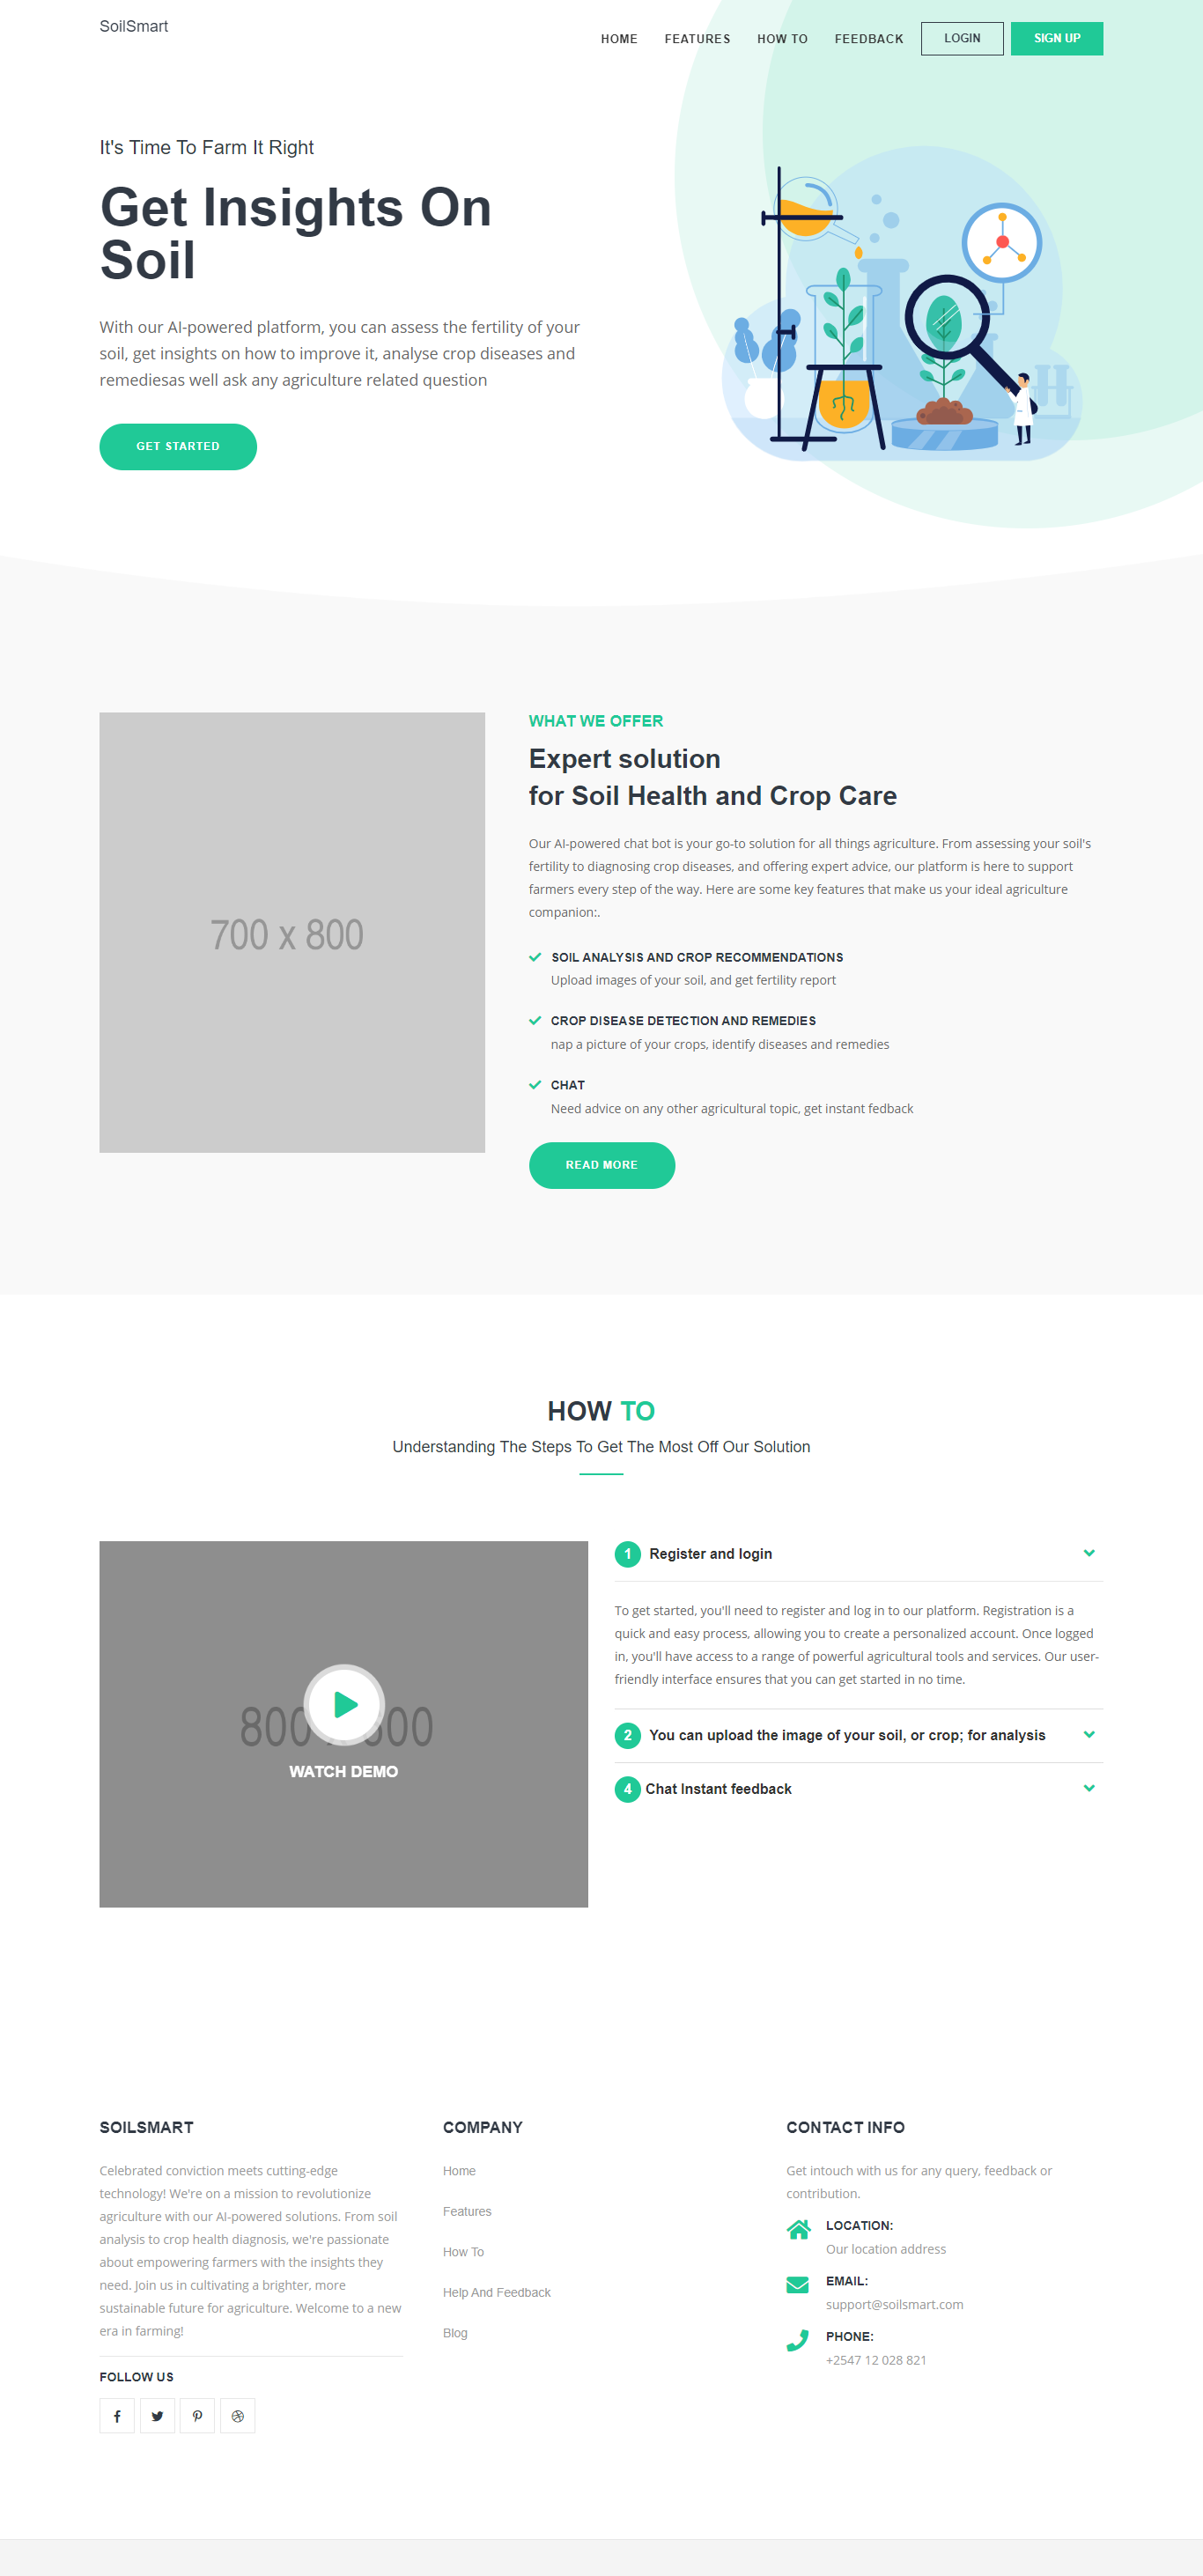 SoilSmart
HOME FEATURES HOW TO FEEDBACK LOGIN SIGN UP
It's Time To Farm It Right
Get Insights On
Soil
With our AI-powered platform, you can assess the fertility of your
soil, get insights on how to improve it, analyse crop diseases and
remediesas well ask any agriculture related question
GET STARTED
700 x 800
WHAT WE OFFER
Expert solution
for Soil Health and Crop Care
Our AI-powered chat bot is your go-to solution for all things agriculture. From assessing your soil's
fertility to diagnosing crop diseases, and offering expert advice, our platform is here to support
farmers every step of the way. Here are some key features that make us your ideal agriculture
companion:.
SOIL ANALYSIS AND CROP RECOMMENDATIONS
Upload images of your soil, and get fertility report
CROP DISEASE DETECTION AND REMEDIES
nap a picture of your crops, identify diseases and remedies
CHAT
Need advice on any other agricultural topic, get instant fedback
READ MORE
HOW TO
Understanding The Steps To Get The Most Off Our Solution
WATCH DEMO
1 Register and login
To get started, you'll need to register and log in to our platform. Registration is a
quick and easy process, allowing you to create a personalized account. Once logged
in, you'll have access to a range of powerful agricultural tools and services. Our user-
friendly interface ensures that you can get started in no time.
2 You can upload the image of your soil, or crop; for analysis
4 Chat Instant feedback
SOILSMART
Celebrated conviction meets cutting-edge
technology! We're on a mission to revolutionize
agriculture with our AI-powered solutions. From soil
analysis to crop health diagnosis, we're passionate
about empowering farmers with the insights they
need. Join us in cultivating a brighter, more
sustainable future for agriculture. Welcome to a new
era in farming!
FOLLOW US
COMPANY
Home
Features
How To
Help And Feedback
Blog
CONTACT INFO
Get intouch with us for any query, feedback or
contribution.
LOCATION:
Our location address
EMAIL:
support@soilsmart.com
PHONE:
+2547 12 028 821